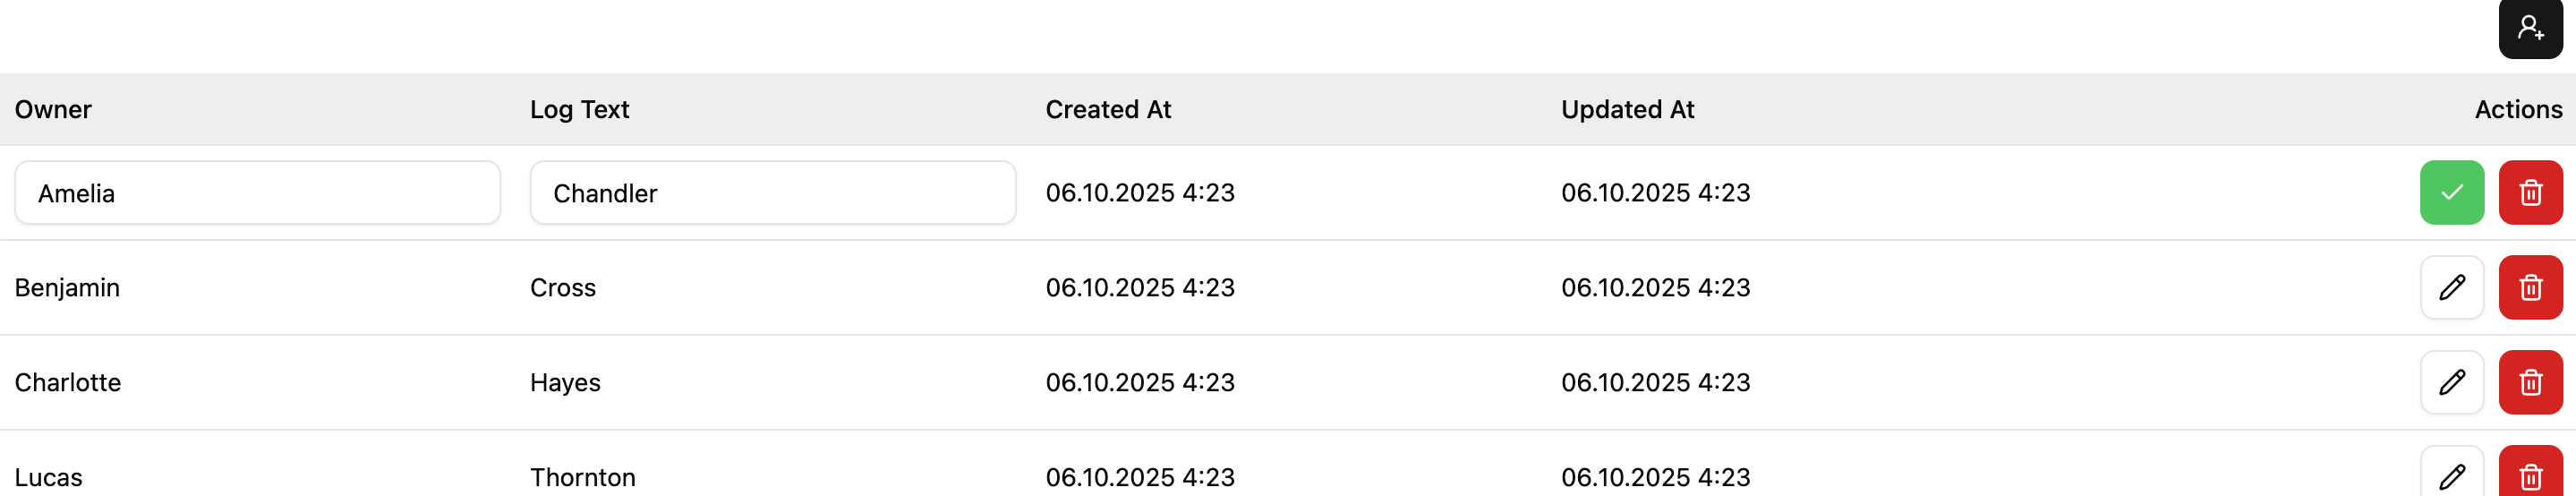 Owner Log Text Created At Updated At Actions
Amelia Chandler 06.10.2025 4:23 06.10.2025 4:23
Benjamin Cross 06.10.2025 4:23 06.10.2025 4:23
Charlotte Hayes 06.10.2025 4:23 06.10.2025 4:23
Lucas Thornton 06.10.2025 4:23 06.10.2025 4:23